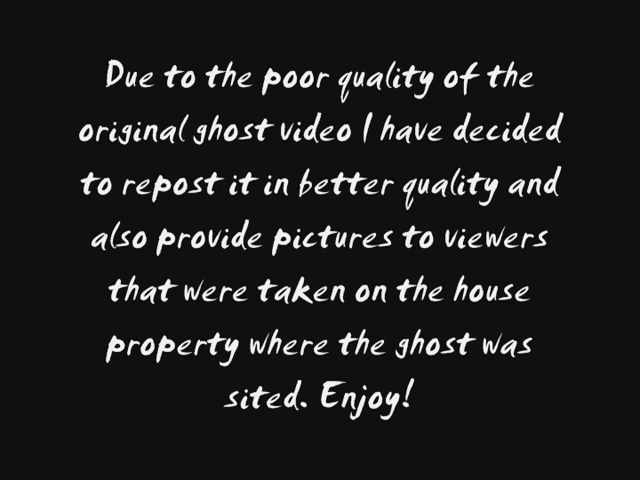 Due to the poor quality of the
original ghost video I have decided
to repost it in better quality and
also provide pictures to viewers
that were taken on the house
property where the ghost was
sited. Enjoy!